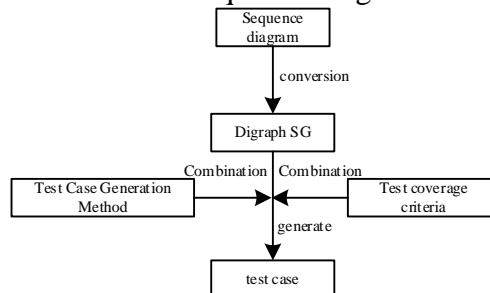 Sequence
diagram
conversion
Digraph SG
Combination Combination
Test Case Generation
Method
Test coverage
criteria
generate
test case